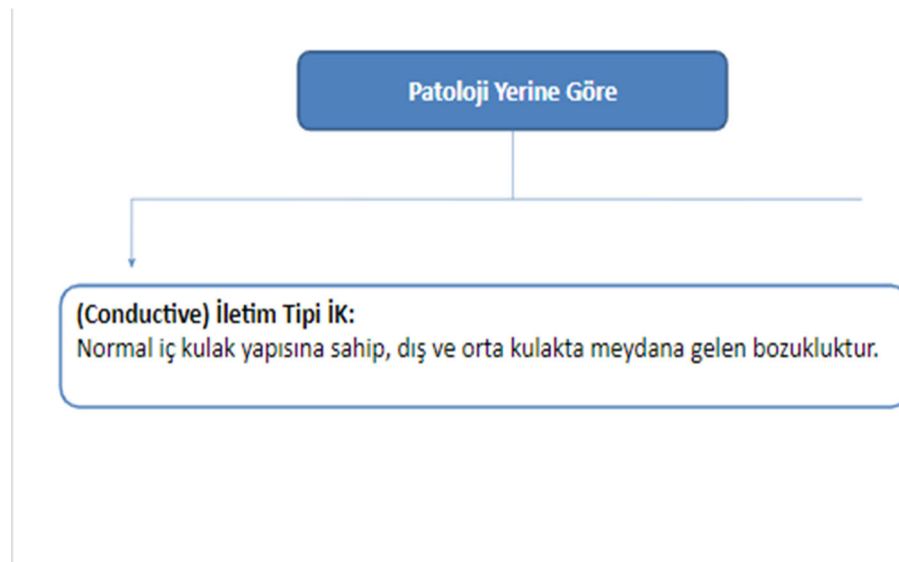 Patoloji Yerine Göre
(Conductive) İletim Tipi İK:
Normal iç kulak yapısına sahip, dış ve orta kulakta meydana gelen bozukluktur.